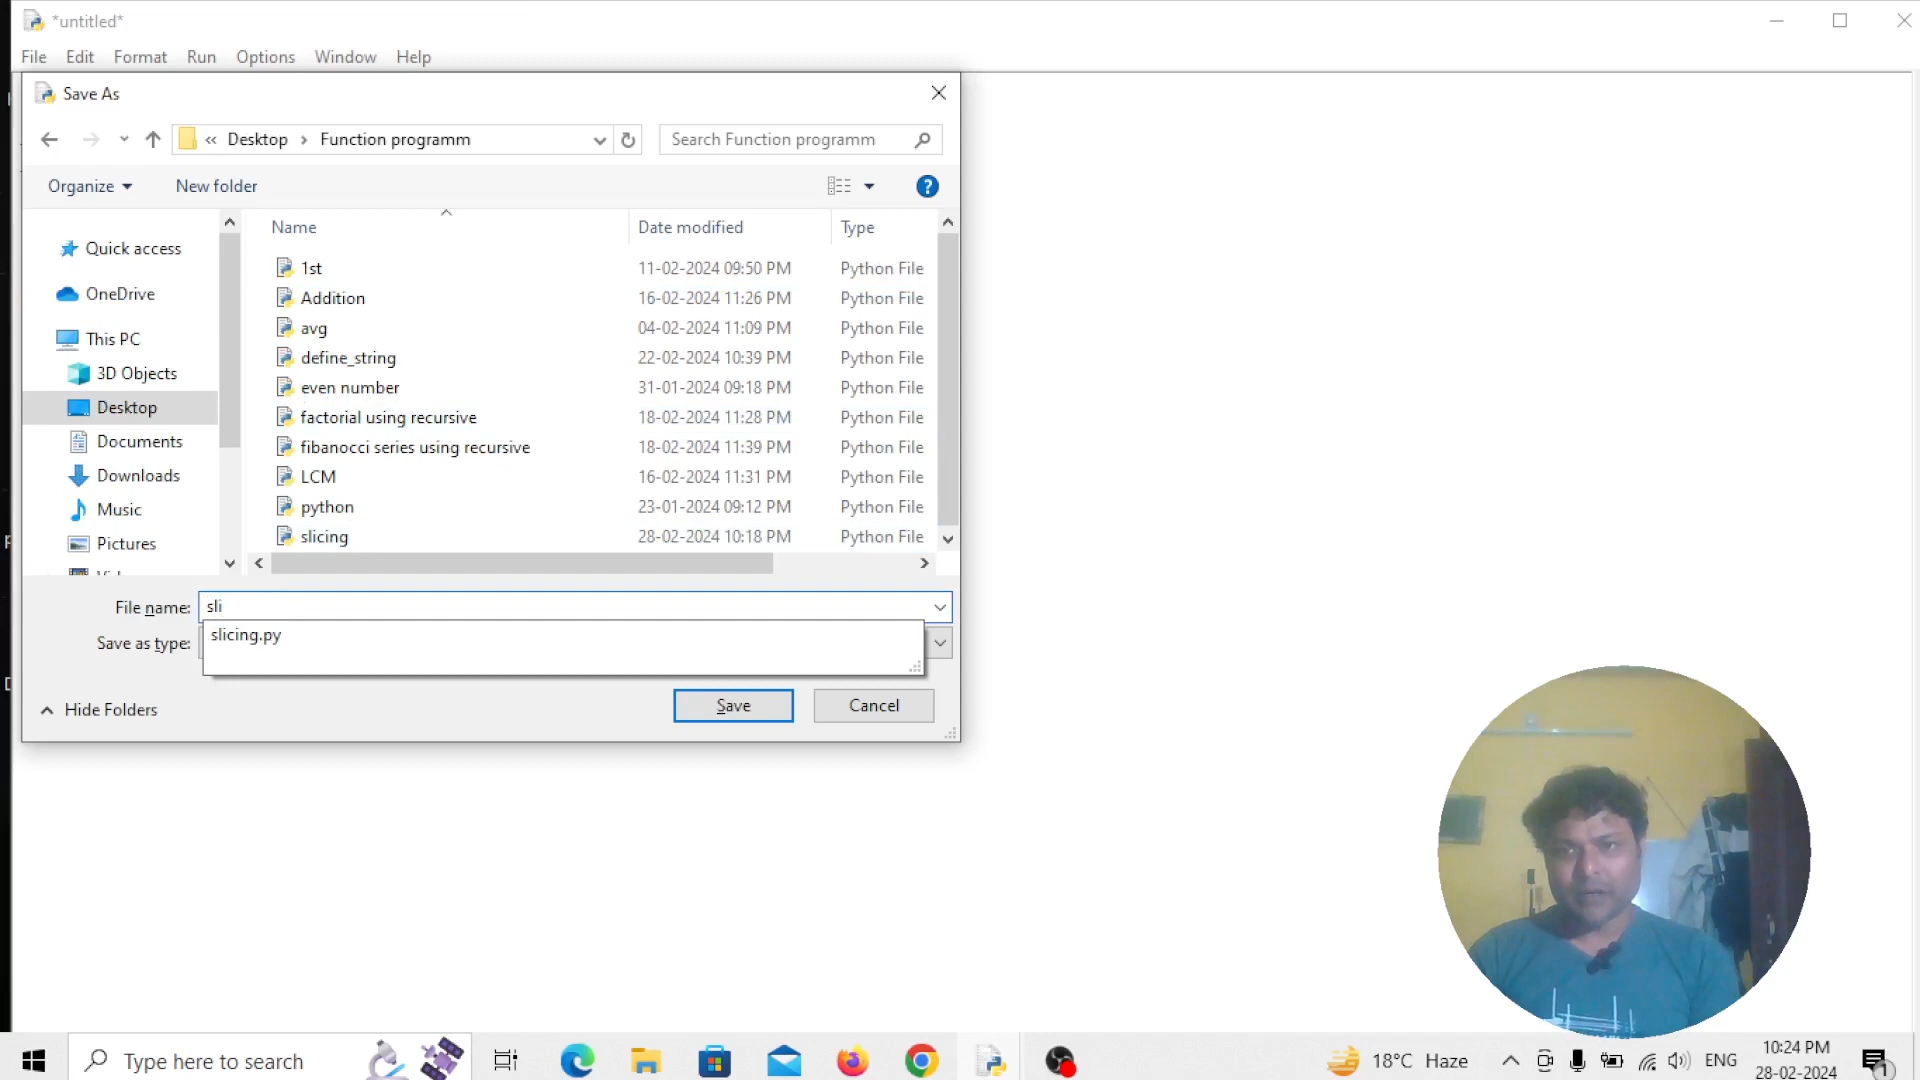 *untitled*
File Edit Format Run Options Window Help
Save As
« Desktop › Function programm
Search Function programm
Organize New folder
Name Date modified Type
Quick access
OneDrive
This PC
3D Objects
Desktop
Documents
Downloads
Music
Pictures
1st 11-02-2024 09:50 PM Python File
Addition 16-02-2024 11:26 PM Python File
avg 04-02-2024 11:09 PM Python File
define_string 22-02-2024 10:39 PM Python File
even number 31-01-2024 09:18 PM Python File
factorial using recursive 18-02-2024 11:28 PM Python File
fibanocci series using recursive 18-02-2024 11:39 PM Python File
LCM 16-02-2024 11:31 PM Python File
python 23-01-2024 09:12 PM Python File
slicing 28-02-2024 10:18 PM Python File
File name: sli
slicing.py
Save as type:
Hide Folders
Save Cancel
Type here to search
18°C Haze
ENG
10:24 PM
28-02-2024
1